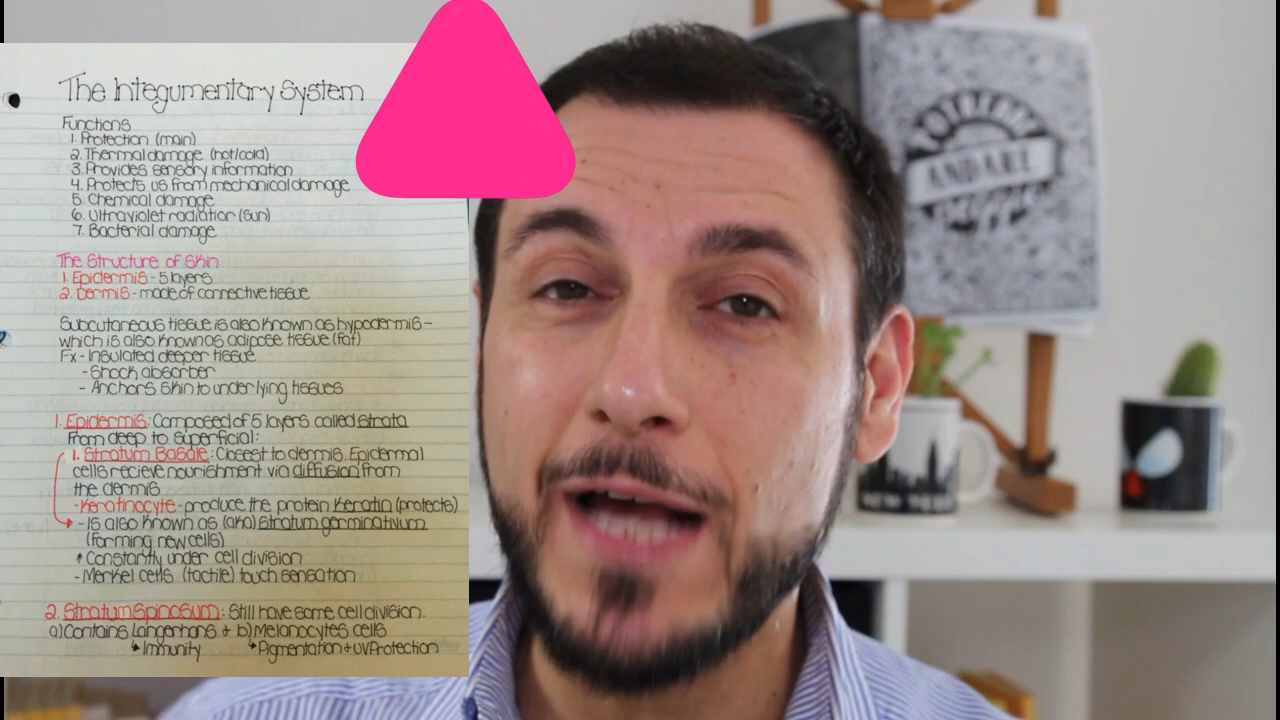 The Integumentary System
Functions
1. Protection (main)
2. Thermal damage (hot/cold)
3. Provides sensory information
4. Protects us from mechanical damage
5. Chemical damage
6. Ultraviolet radiation (sun)
7. Bacterial damage
The Structure of Skin
1. Epidermis - 5 layers
2. Dermis - made of connective tissue
Subcutaneous tissue is also known as hypodermis -
which is also known as adipose tissue (fat)
Fx - Insulated deeper tissue
- Shock absorber
- Anchors skin to underlying tissues
1. Epidermis: Composed of 5 layers called strata
From deep to superficial:
1. Stratum Basale: Closest to dermis. Epidermal
cells recieve nourishment via diffusion from
the dermis
- Keratinocyte - produce the protein Keratin (protects)
- Is also known as (aka) Stratum germinativium
(Forming new cells)
* Constantly under cell division
- Merkel cells (tactile) touch sensation
2. Stratum Spinosum: Still have some cell division.
a) Contains Langerhans + b) Melanocytes cells
↳ Immunity ↳ Pigmentation + UV Protection
ANDARE
NEW YORK